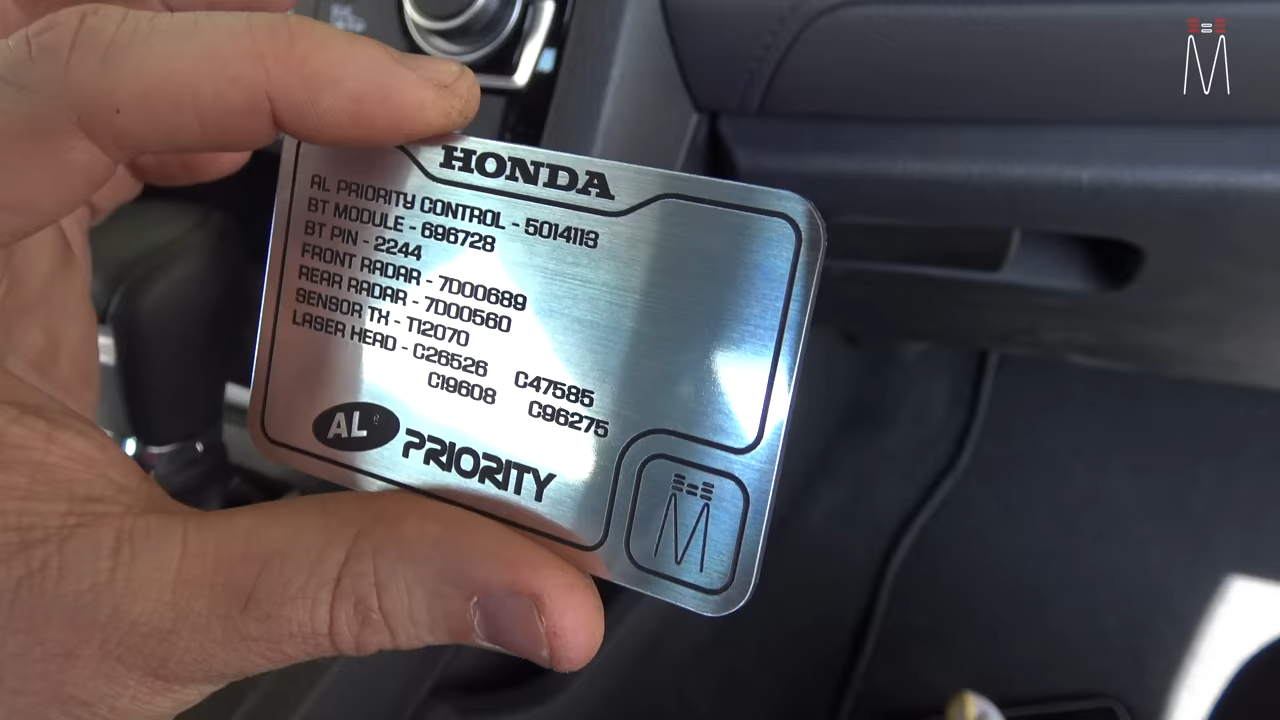 HONDA
AL PRIORITY CONTROL - 5014113
BT MODULE - 696728
BT PIN - 2244
FRONT RADAR - 7D00689
REAR RADAR - 7D00560
SENSOR TX - T12070
LASER HEAD - C26526 C47585
C19608 C96275
AL PRIORITY
M
M